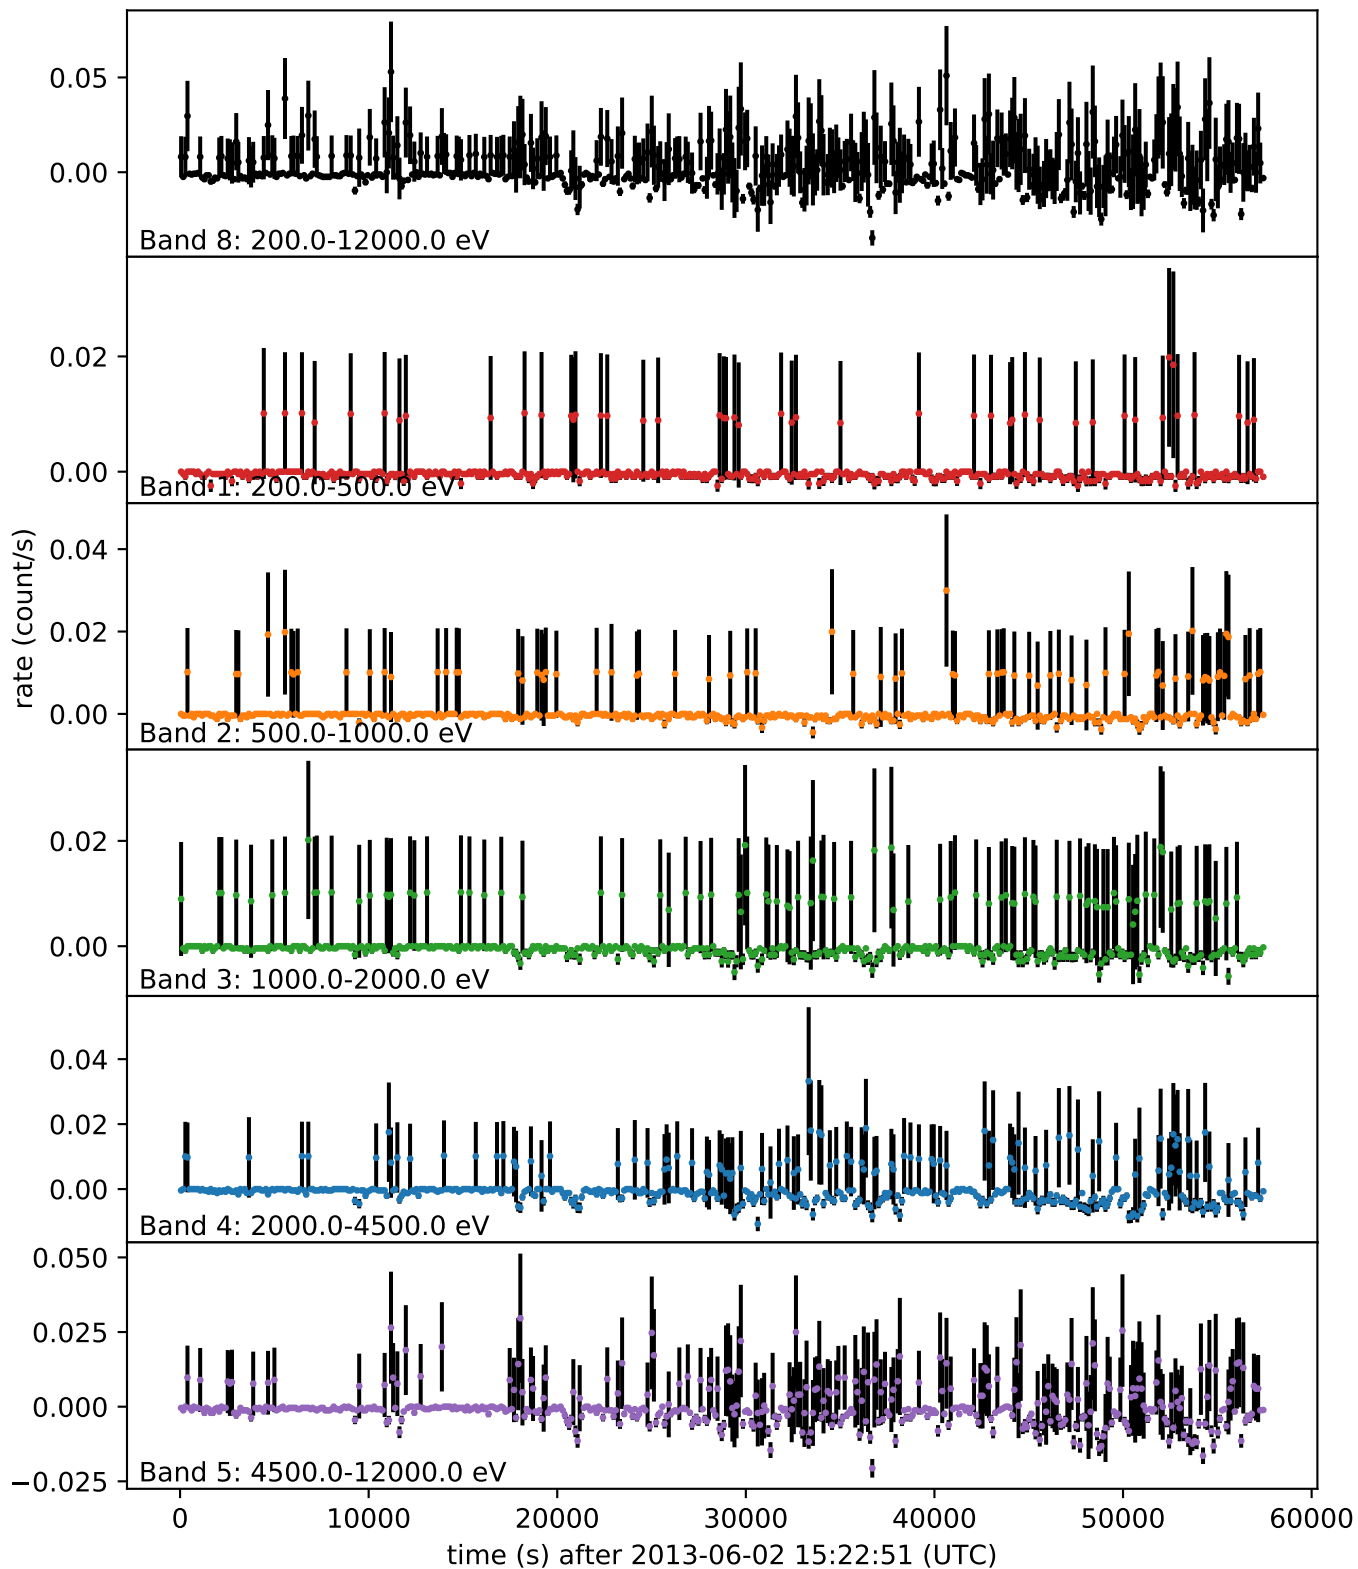 0.05
0.00
Band 8: 200.0-12000.0 eV
0.02
0.00
Band 1: 200.0-500.0 eV
rate (count/s)
0.04
0.02
0.00
Band 2: 500.0-1000.0 eV
0.02
0.00
Band 3: 1000.0-2000.0 eV
0.04
0.02
0.00
Band 4: 2000.0-4500.0 eV
0.050
0.025
0.000
−0.025
Band 5: 4500.0-12000.0 eV
0 10000 20000 30000 40000 50000 60000
time (s) after 2013-06-02 15:22:51 (UTC)